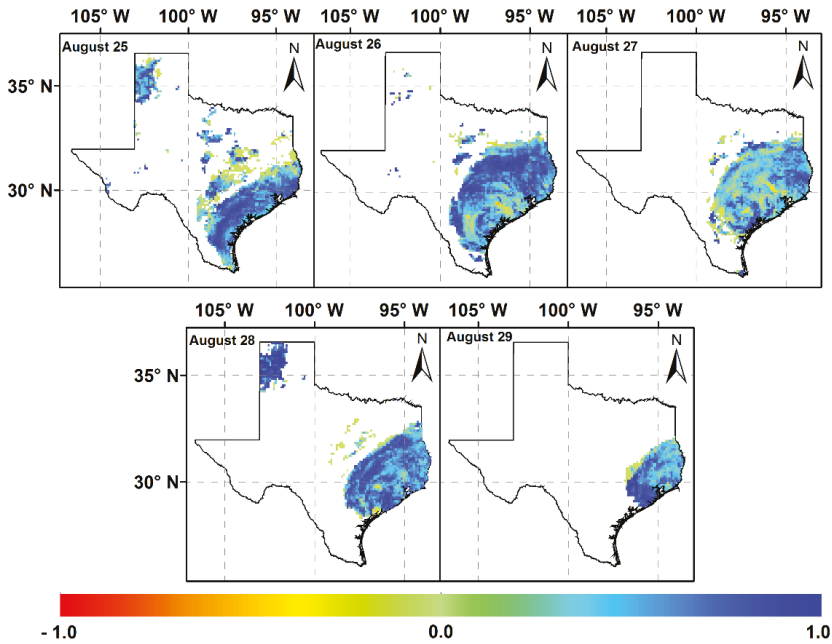 105° W 100° W 95° W 105° W 100° W 95° W 105° W 100° W 95° W
August 25 N August 26 N August 27 N
35° N
30° N
105° W 100° W 95° W 105° W 100° W 95° W
August 28 N August 29 N
35° N
30° N
- 1.0 0.0 1.0